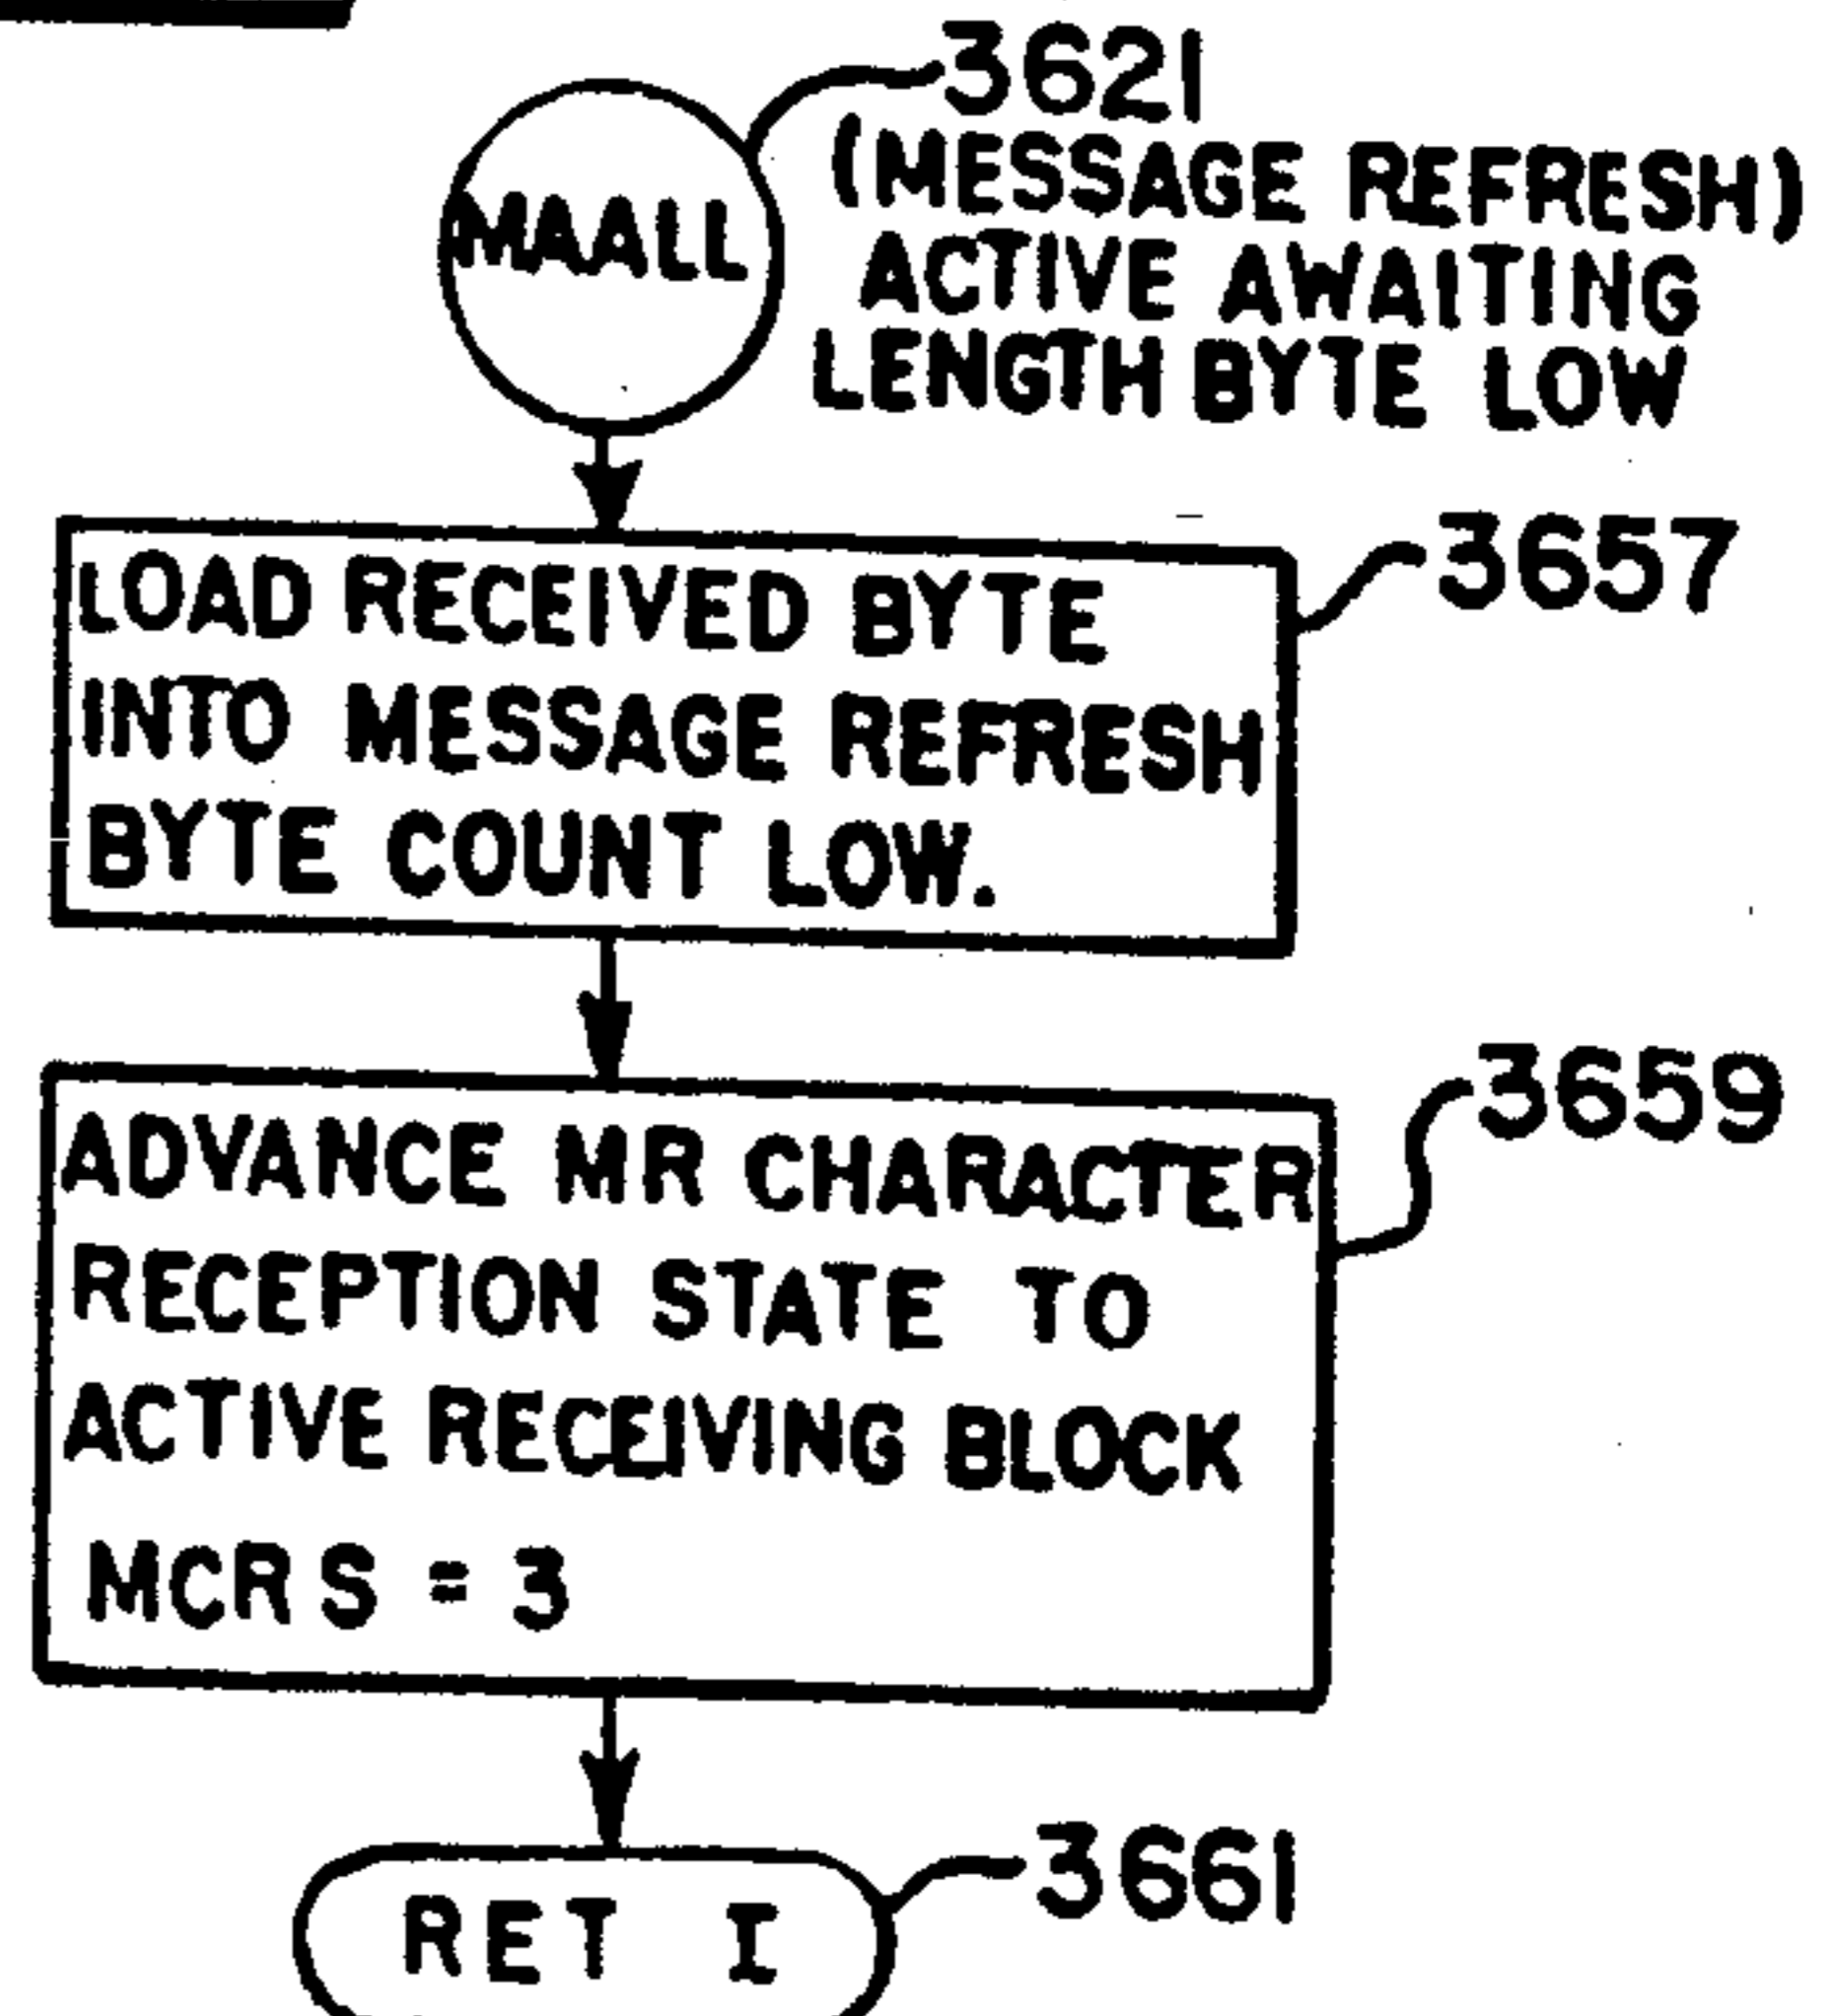 3621
MAALL
(MESSAGE REFRESH)
ACTIVE AWAITING
LENGTH BYTE LOW
3657
LOAD RECEIVED BYTE
INTO MESSAGE REFRESH
BYTE COUNT LOW.
3659
ADVANCE MR CHARACTER
RECEPTION STATE TO
ACTIVE RECEIVING BLOCK
MCRS = 3
3661
RET I